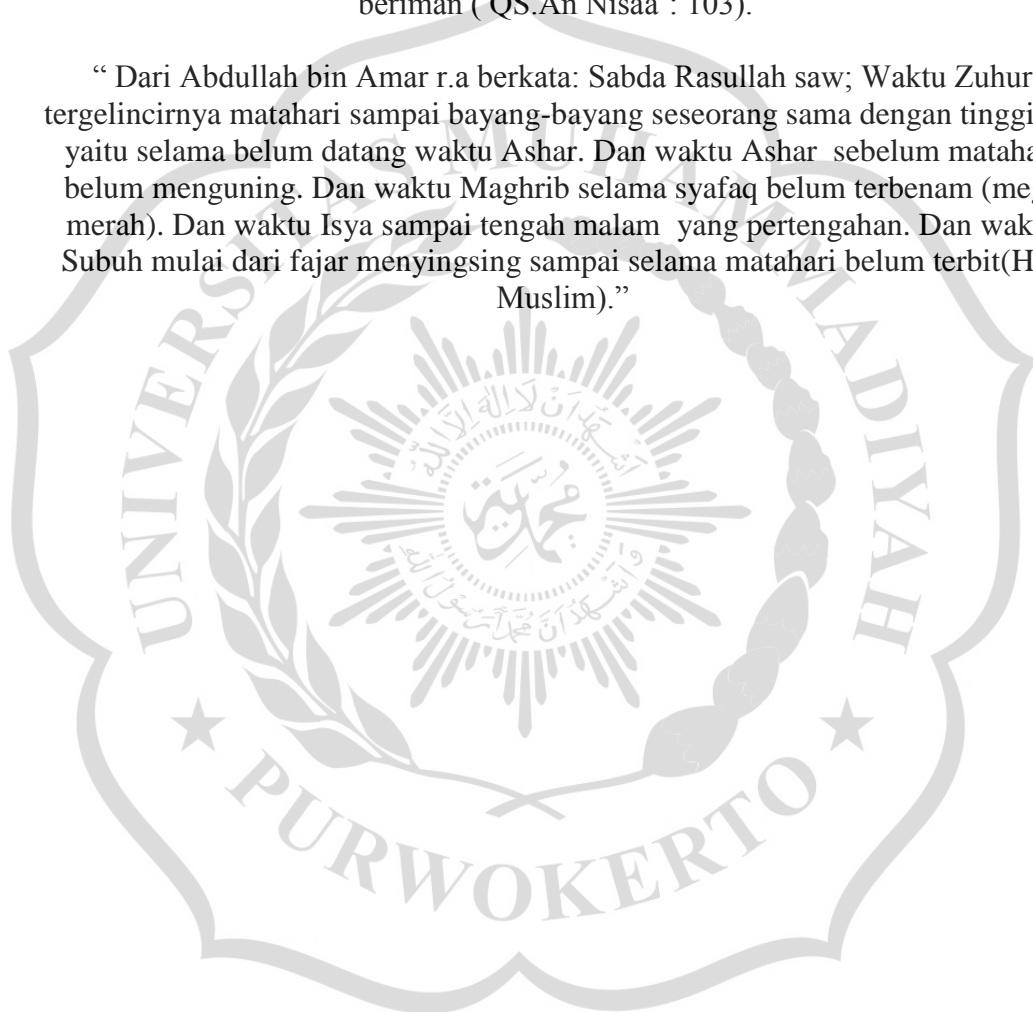 beriman ( QS.An Nisaa : 103).
“ Dari Abdullah bin Amar r.a berkata: Sabda Rasullah saw; Waktu Zuhur
tergelincirnya matahari sampai bayang-bayang seseorang sama dengan tinggi
yaitu selama belum datang waktu Ashar. Dan waktu Ashar  sebelum mataha
belum menguning. Dan waktu Maghrib selama syafaq belum terbenam (me
merah). Dan waktu Isya sampai tengah malam  yang pertengahan. Dan wak
Subuh mulai dari fajar menyingsing sampai selama matahari belum terbit(H
Muslim).”
UNIVERSITAS MUHAMMADIYAH
اَشْهَدُ اَنْ لَا اِلٰهَ اِلَّا اللهُ
محمدية
وَاَشْهَدُ اَنَّ مُحَمَّدًا رَسُوْلُ اللهِ
PURWOKERTO